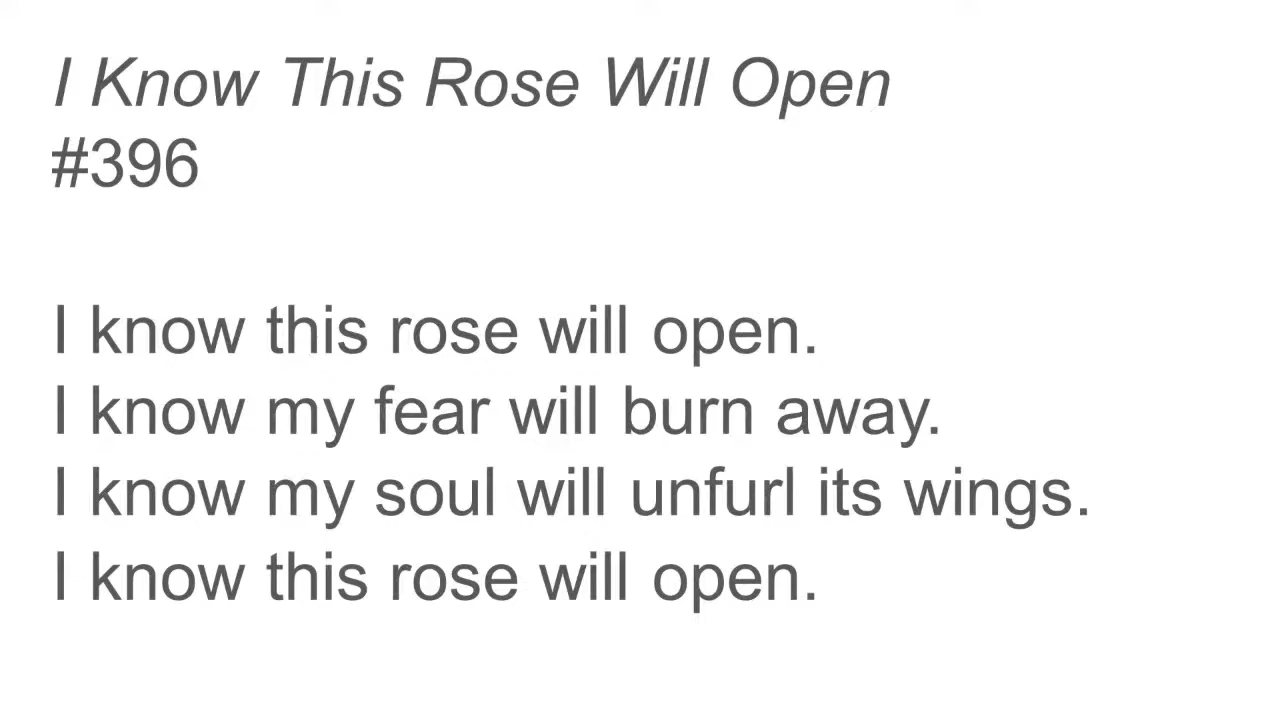 I Know This Rose Will Open
#396
I know this rose will open.
I know my fear will burn away.
I know my soul will unfurl its wings.
I know this rose will open.